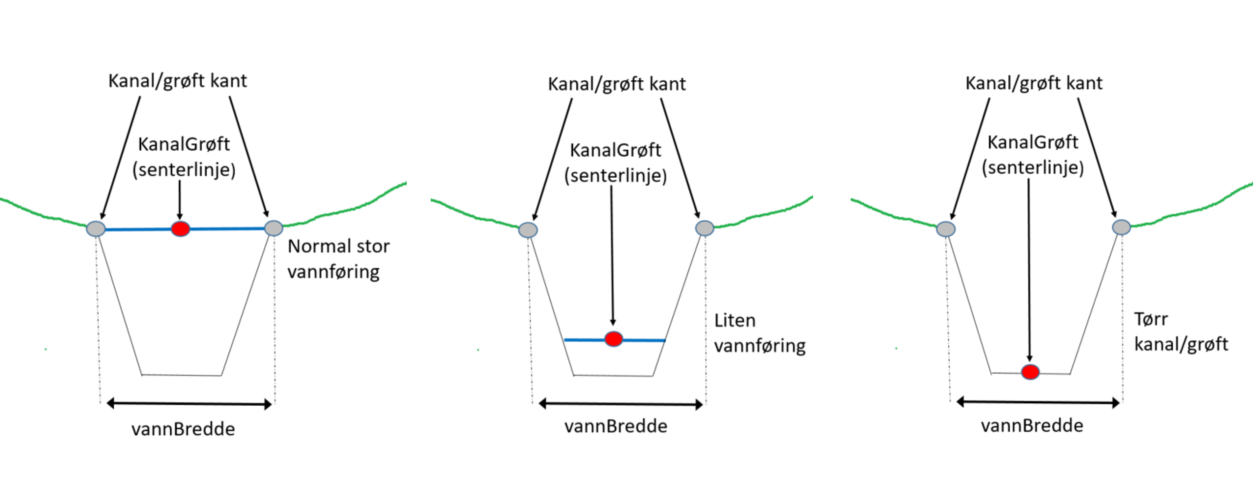 Kanal/grøft kant
KanalGrøft
(senterlinje)
Normal stor
vannføring
vannBredde
Kanal/grøft kant
KanalGrøft
(senterlinje)
Liten
vannføring
vannBredde
Kanal/grøft kant
KanalGrøft
(senterlinje)
Tørr
kanal/grøft
vannBredde